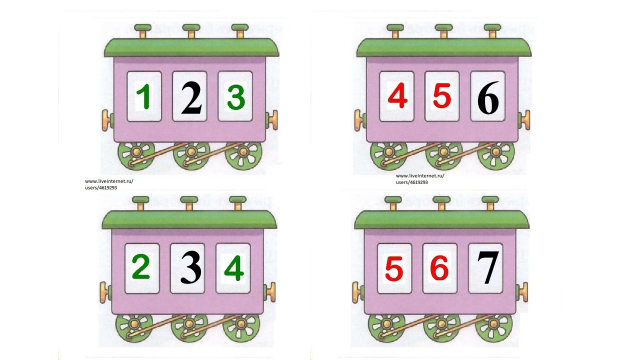 1 2 3
4 5 6
www.liveinternet.ru/
users/4619293
www.liveinternet.ru/
users/4619293
2 3 4
5 6 7